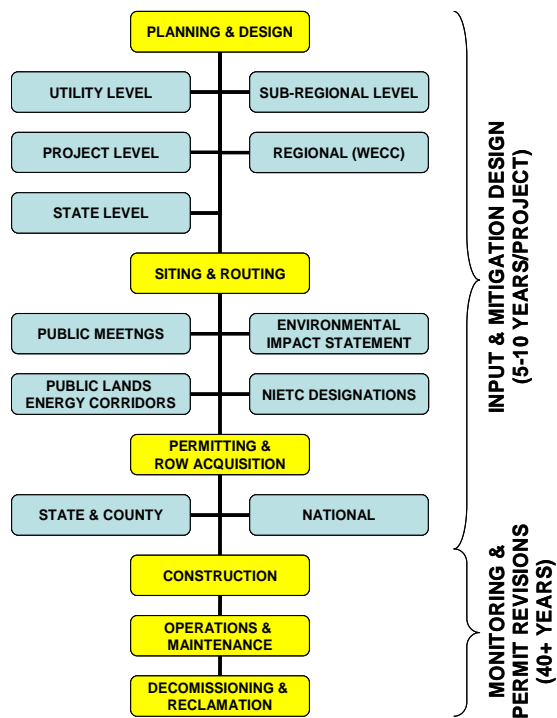 PLANNING & DESIGN
UTILITY LEVEL
SUB-REGIONAL LEVEL
PROJECT LEVEL
REGIONAL (WECC)
STATE LEVEL
SITING & ROUTING
PUBLIC MEETNGS
ENVIRONMENTAL
IMPACT STATEMENT
PUBLIC LANDS
ENERGY CORRIDORS
NIETC DESIGNATIONS
PERMITTING &
ROW ACQUISITION
STATE & COUNTY
NATIONAL
CONSTRUCTION
OPERATIONS &
MAINTENANCE
DECOMISSIONING &
RECLAMATION
INPUT & MITIGATION DESIGN
(5-10 YEARS/PROJECT)
MONITORING &
PERMIT REVISIONS
(40+ YEARS)